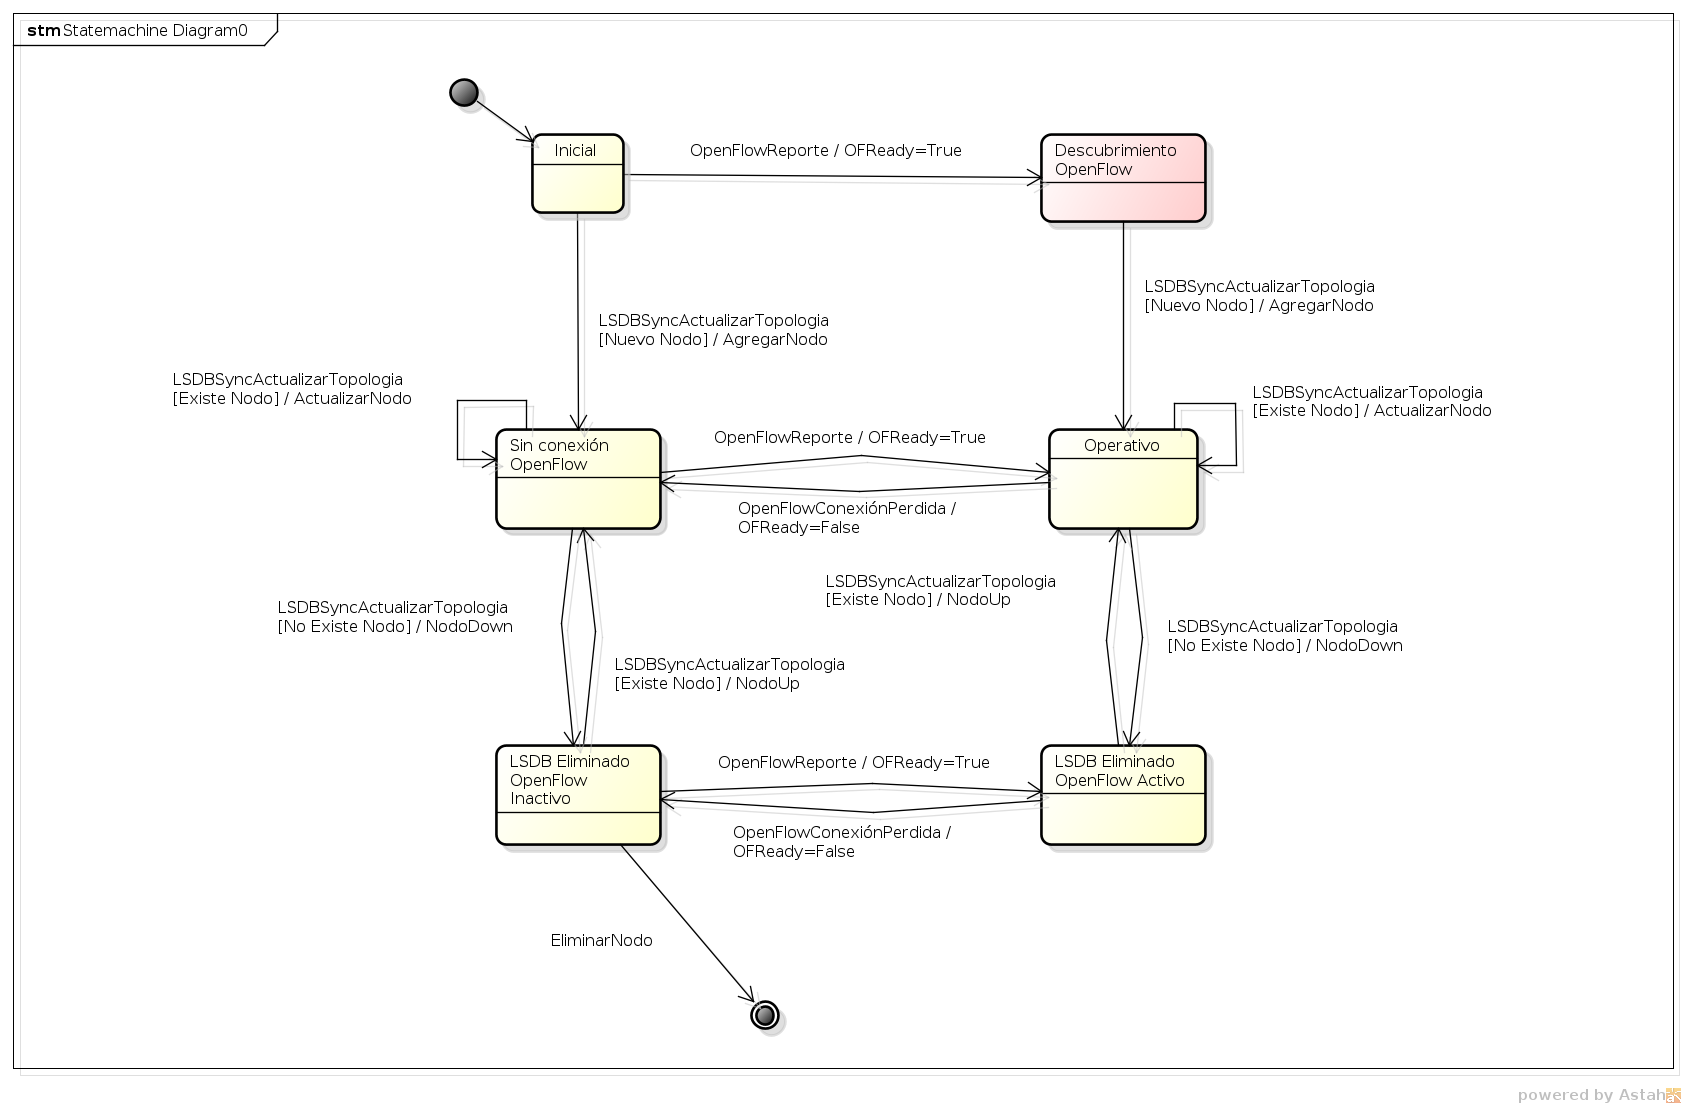 stm Statemachine Diagram0
Inicial
OpenFlowReporte / OFReady=True
Descubrimiento
OpenFlow
LSDBSyncActualizarTopologia
[Nuevo Nodo] / AgregarNodo
LSDBSyncActualizarTopologia
[Nuevo Nodo] / AgregarNodo
LSDBSyncActualizarTopologia
[Existe Nodo] / ActualizarNodo
LSDBSyncActualizarTopologia
[Existe Nodo] / ActualizarNodo
Sin conexión
OpenFlow
OpenFlowReporte / OFReady=True
Operativo
OpenFlowConexiónPerdida /
OFReady=False
LSDBSyncActualizarTopologia
[Existe Nodo] / NodoUp
LSDBSyncActualizarTopologia
[No Existe Nodo] / NodoDown
LSDBSyncActualizarTopologia
[No Existe Nodo] / NodoDown
LSDBSyncActualizarTopologia
[Existe Nodo] / NodoUp
LSDB Eliminado
OpenFlow
Inactivo
OpenFlowReporte / OFReady=True
LSDB Eliminado
OpenFlow Activo
OpenFlowConexiónPerdida /
OFReady=False
EliminarNodo
powered by Astah